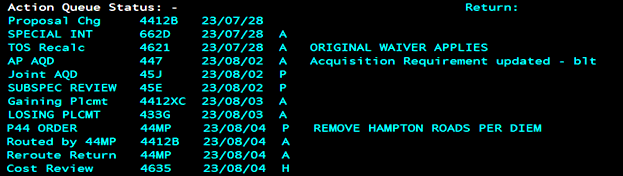 Action Queue Status: - Return:
Proposal Chg 4412B 23/07/28
SPECIAL INT 662D 23/07/28 A
TOS Recalc 4621 23/07/28 A ORIGINAL WAIVER APPLIES
AP AQD 447 23/08/02 A Acquisition Requirement updated - blt
Joint AQD 45J 23/08/02 P
SUBSPEC REVIEW 45E 23/08/02 P
Gaining Plcmt 4412XC 23/08/03 A
LOSING PLCMT 433G 23/08/03 A
P44 ORDER 44MP 23/08/04 P REMOVE HAMPTON ROADS PER DIEM
Routed by 44MP 4412B 23/08/04 A
Reroute Return 44MP 23/08/04 A
Cost Review 4635 23/08/04 H